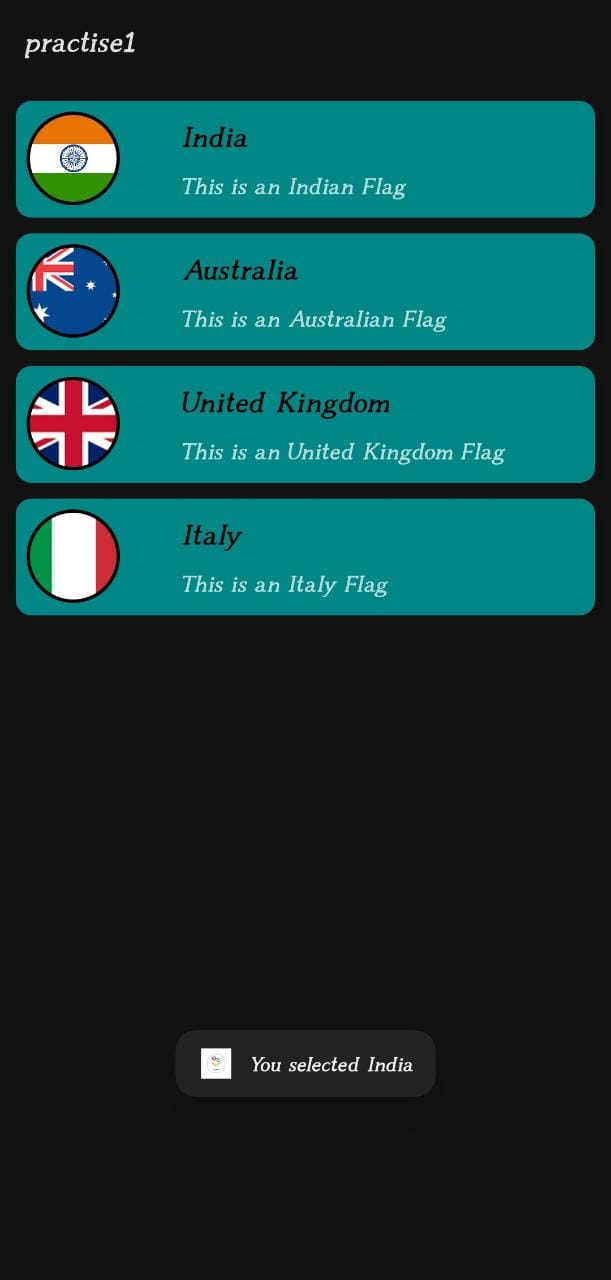 practise1
India
This is an Indian Flag
Australia
This is an Australian Flag
United Kingdom
This is an United Kingdom Flag
Italy
This is an Italy Flag
You selected India